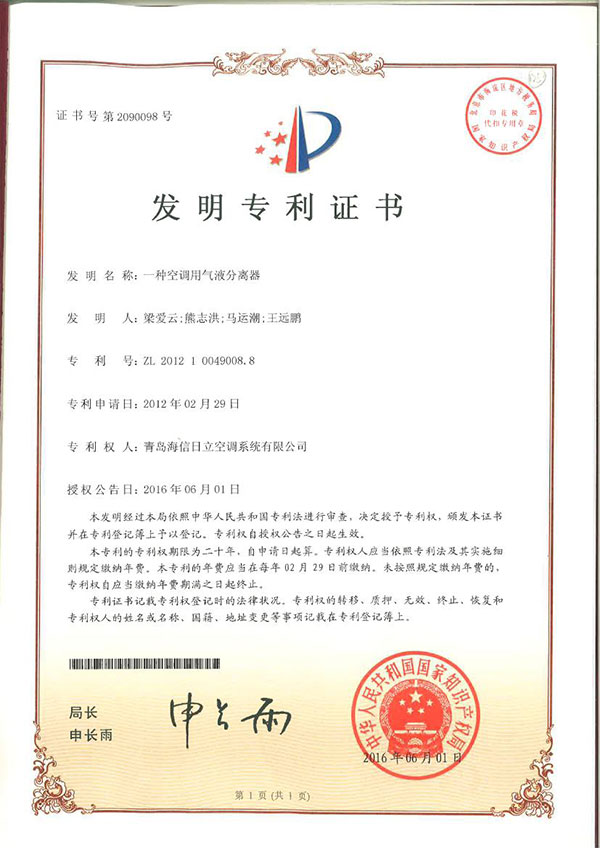 证书号第2090098号
北京市海淀区地方税务局
印花税
代扣专用章
国家知识产权局
发明专利证书
发明名称:一种空调用气液分离器
发明人:梁爱云;熊志洪;马运潮;王远鹏
专利号:ZL 2012 1 0049008.8
专利申请日:2012年02月29日
专利权人:青岛海信日立空调系统有限公司
授权公告日:2016年06月01日
本发明经过本局依照中华人民共和国专利法进行审查,决定授予专利权,颁发本证书
并在专利登记簿上予以登记。专利权自授权公告之日起生效。
本专利的专利权期限为二十年,自申请日起算。专利权人应当依照专利法及其实施细
则规定缴纳年费。本专利的年费应当在每年02月29日前缴纳。未按照规定缴纳年费的,
专利权自应当缴纳年费期满之日起终止。
专利证书记载专利权登记时的法律状况。专利权的转移、质押、无效、终止、恢复和
专利权人的姓名或名称、国籍、地址变更等事项记载在专利登记簿上。
局长
申长雨
申长雨
中华人民共和国国家知识产权局
2016年06月01日
第1页(共1页)